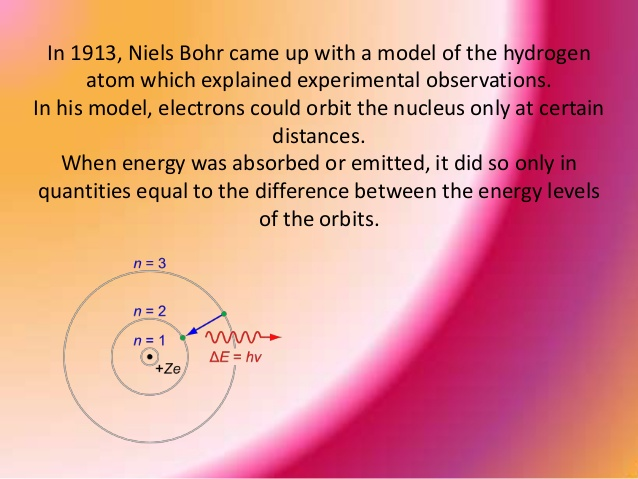 In 1913, Niels Bohr came up with a model of the hydrogen
atom which explained experimental observations.
In his model, electrons could orbit the nucleus only at certain
distances.
When energy was absorbed or emitted, it did so only in
quantities equal to the difference between the energy levels
of the orbits.
n = 3
n = 2
n = 1
+Ze
ΔE = hν